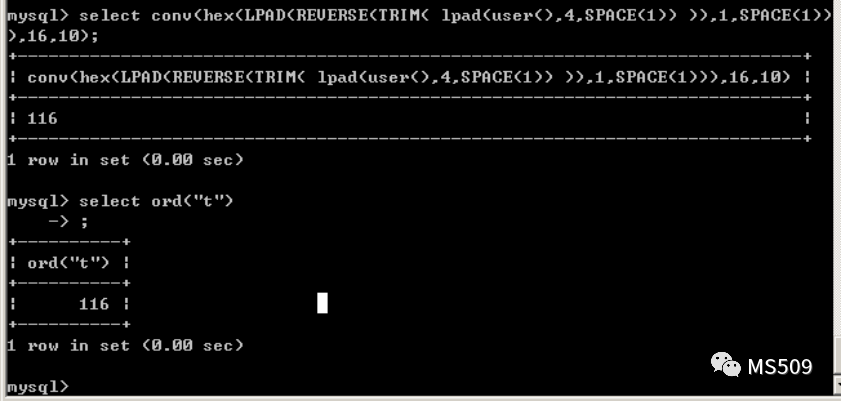 mysql> select conv(hex(LPAD(REVERSE(TRIM( lpad(user(),4,SPACE(1)) )),1,SPACE(1))
),16,10);
+----------------------------------------------------------------------------+
| conv(hex(LPAD(REVERSE(TRIM( lpad(user(),4,SPACE(1)) )),1,SPACE(1))),16,10) |
+----------------------------------------------------------------------------+
| 116                                                                        |
+----------------------------------------------------------------------------+
1 row in set (0.00 sec)
mysql> select ord("t")
    -> ;
+----------+
| ord("t") |
+----------+
|      116 |
+----------+
1 row in set (0.00 sec)
MS509
mysql>